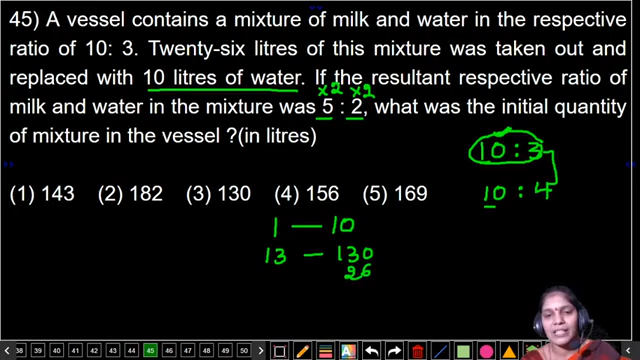 45) A vessel contains a mixture of milk and water in the respective
ratio of 10: 3. Twenty-six litres of this mixture was taken out and
replaced with 10 litres of water. If the resultant respective ratio of
×2 ×2
milk and water in the mixture was 5 : 2, what was the initial quantity
of mixture in the vessel ?(in litres)
10 : 3
10 : 4
(1) 143 (2) 182 (3) 130 (4) 156 (5) 169
1 — 10
13 — 130
26
38 39 40 41 42 43 44 45 46 47 48 49 50